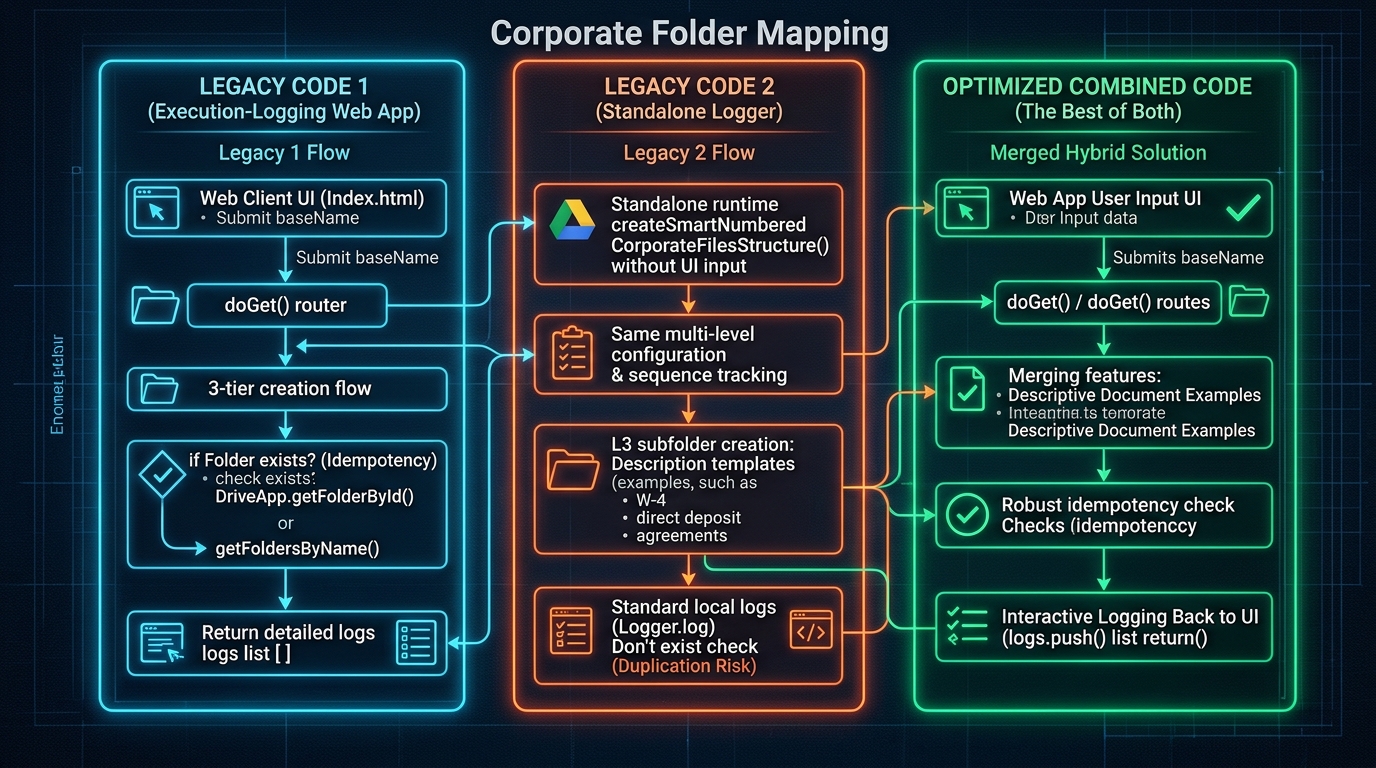 Corporate Folder Mapping
LEGACY CODE 1
(Execution-Logging Web App)
Legacy 1 Flow
Web Client UI (Index.html)
• Submit baseName
Submit baseName
doGet() router
3-tier creation flow
if Folder exists? (Idempotency)
• check exists?
DriveApp.getFolderById()
or
getFoldersByName()
Return detailed logs
logs list [ ]
LEGACY CODE 2
(Standalone Logger)
Legacy 2 Flow
Standalone runtime
createSmartNumbered
CorporateFilesStructure()
without UI input
Same multi-level
configuration
& sequence tracking
L3 subfolder creation:
Description templates
(examples, such as
• W-4
• direct deposit
• agreements
Standard local logs
(Logger.log)
Don't exist check
(Duplication Risk)
</>
OPTIMIZED COMBINED CODE
(The Best of Both)
Merged Hybrid Solution
Web App User Input UI
• Input data
Submits baseName
doGet() / doGet() routes
Merging features:
• Descriptive Document Examples
•
Descriptive Document Examples
Robust idempotency check
Checks (idempotenccy
Interactive Logging Back to UI
(logs.push() list return()